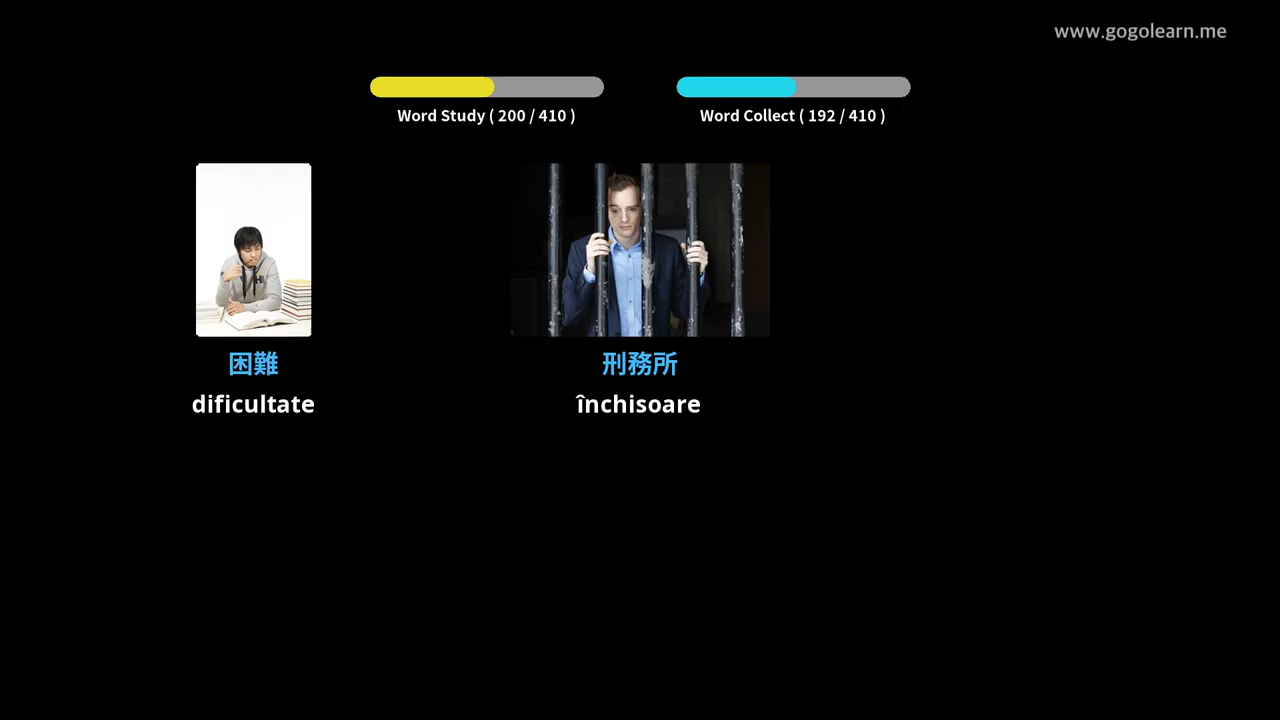 www.gogolearn.me
Word Study ( 200 / 410 )
Word Collect ( 192 / 410 )
困難
刑務所
dificultate
închisoare